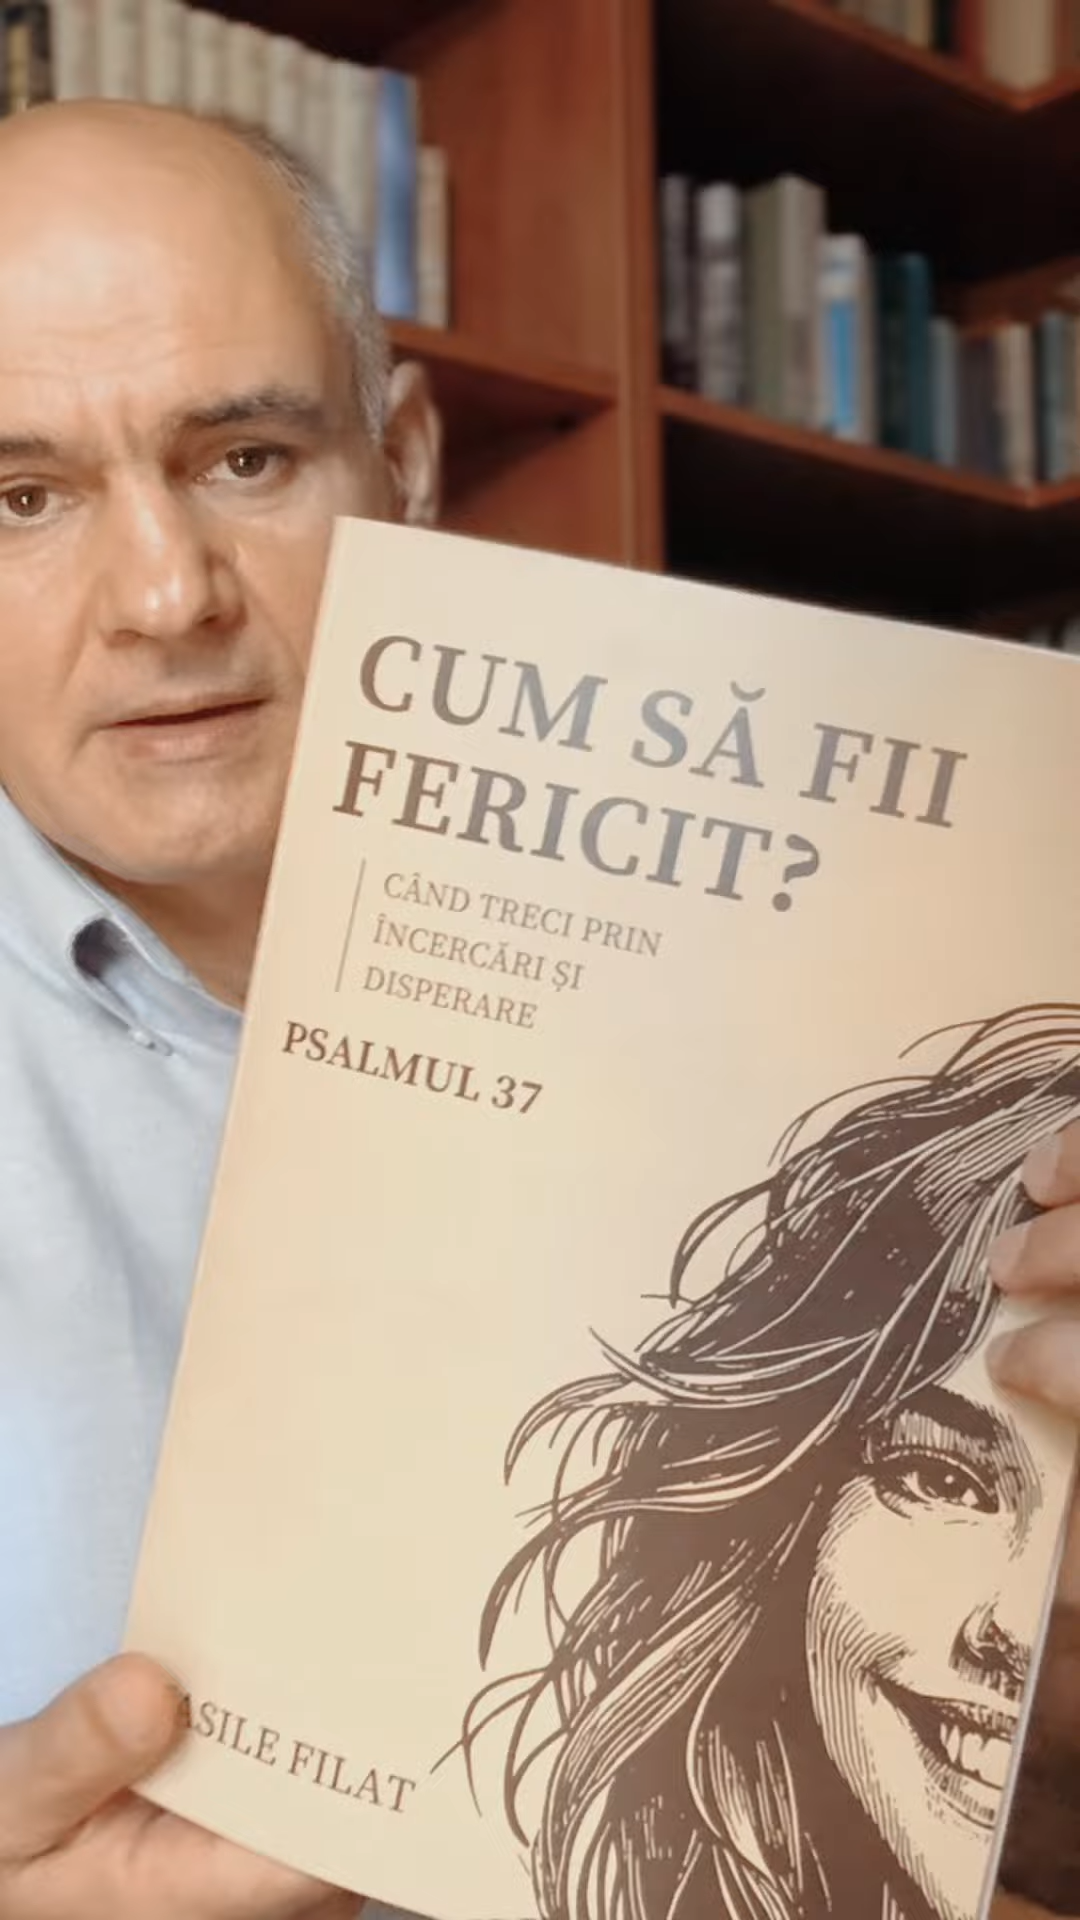 CUM SĂ FII
FERICIT?
CÂND TRECI PRIN
ÎNCERCĂRI ȘI
DISPERARE
PSALMUL 37
ASILE FILAT